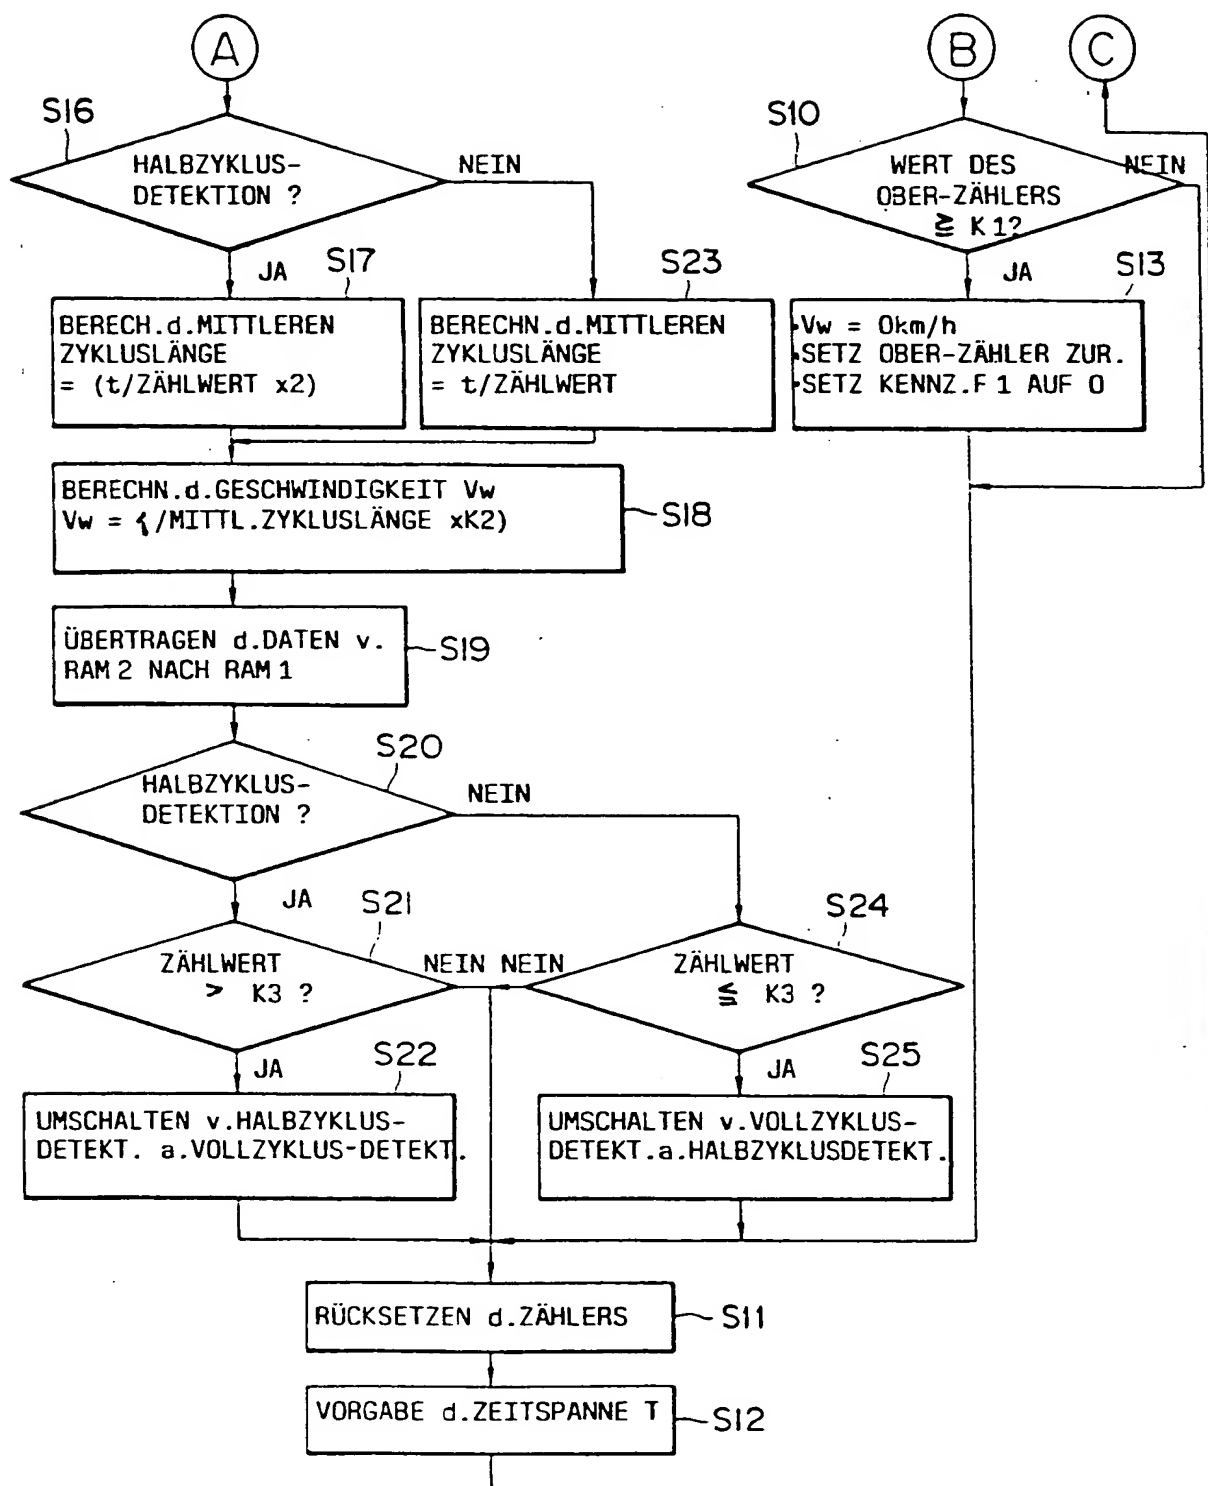 A
B
C
S16
HALBZYKLUS-
DETEKTION ?
NEIN
JA
S10
WERT DES
OBER-ZÄHLERS
≧ K1?
NEIN
JA
S17
BERECH.d.MITTLEREN
ZYKLUSLÄNGE
= (t/ZÄHLWERT x2)
S23
BERECHN.d.MITTLEREN
ZYKLUSLÄNGE
= t/ZÄHLWERT
S13
·Vw = 0km/h
·SETZ OBER-ZÄHLER ZUR.
·SETZ KENNZ.F1 AUF 0
BERECHN.d.GESCHWINDIGKEIT Vw
Vw = /MITTL.ZYKLUSLÄNGE xK2)
S18
ÜBERTRAGEN d.DATEN v.
RAM 2 NACH RAM 1
S19
S20
HALBZYKLUS-
DETEKTION ?
NEIN
JA
S21
ZÄHLWERT
> K3 ?
NEIN
JA
S24
ZÄHLWERT
≦ K3 ?
NEIN
JA
S22
UMSCHALTEN v.HALBZYKLUS-
DETEKT. a.VOLLZYKLUS-DETEKT.
S25
UMSCHALTEN v.VOLLZYKLUS-
DETEKT.a.HALBZYKLUSDETEKT.
RÜCKSETZEN d.ZÄHLERS
S11
VORGABE d.ZEITSPANNE T
S12